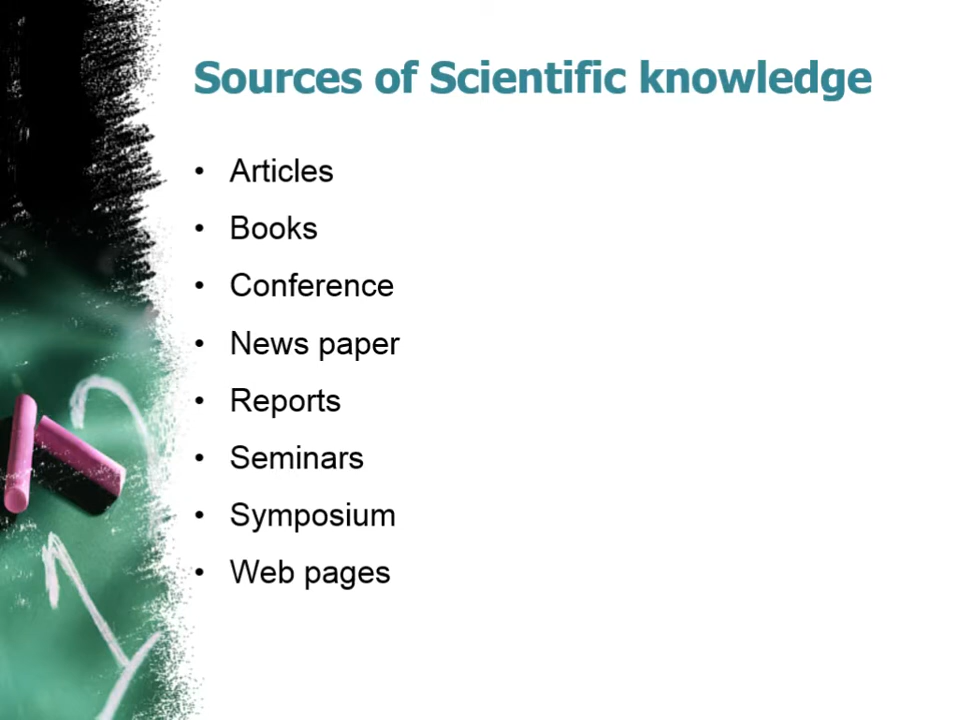 Sources of Scientific knowledge
• Articles
• Books
• Conference
• News paper
• Reports
• Seminars
• Symposium
• Web pages